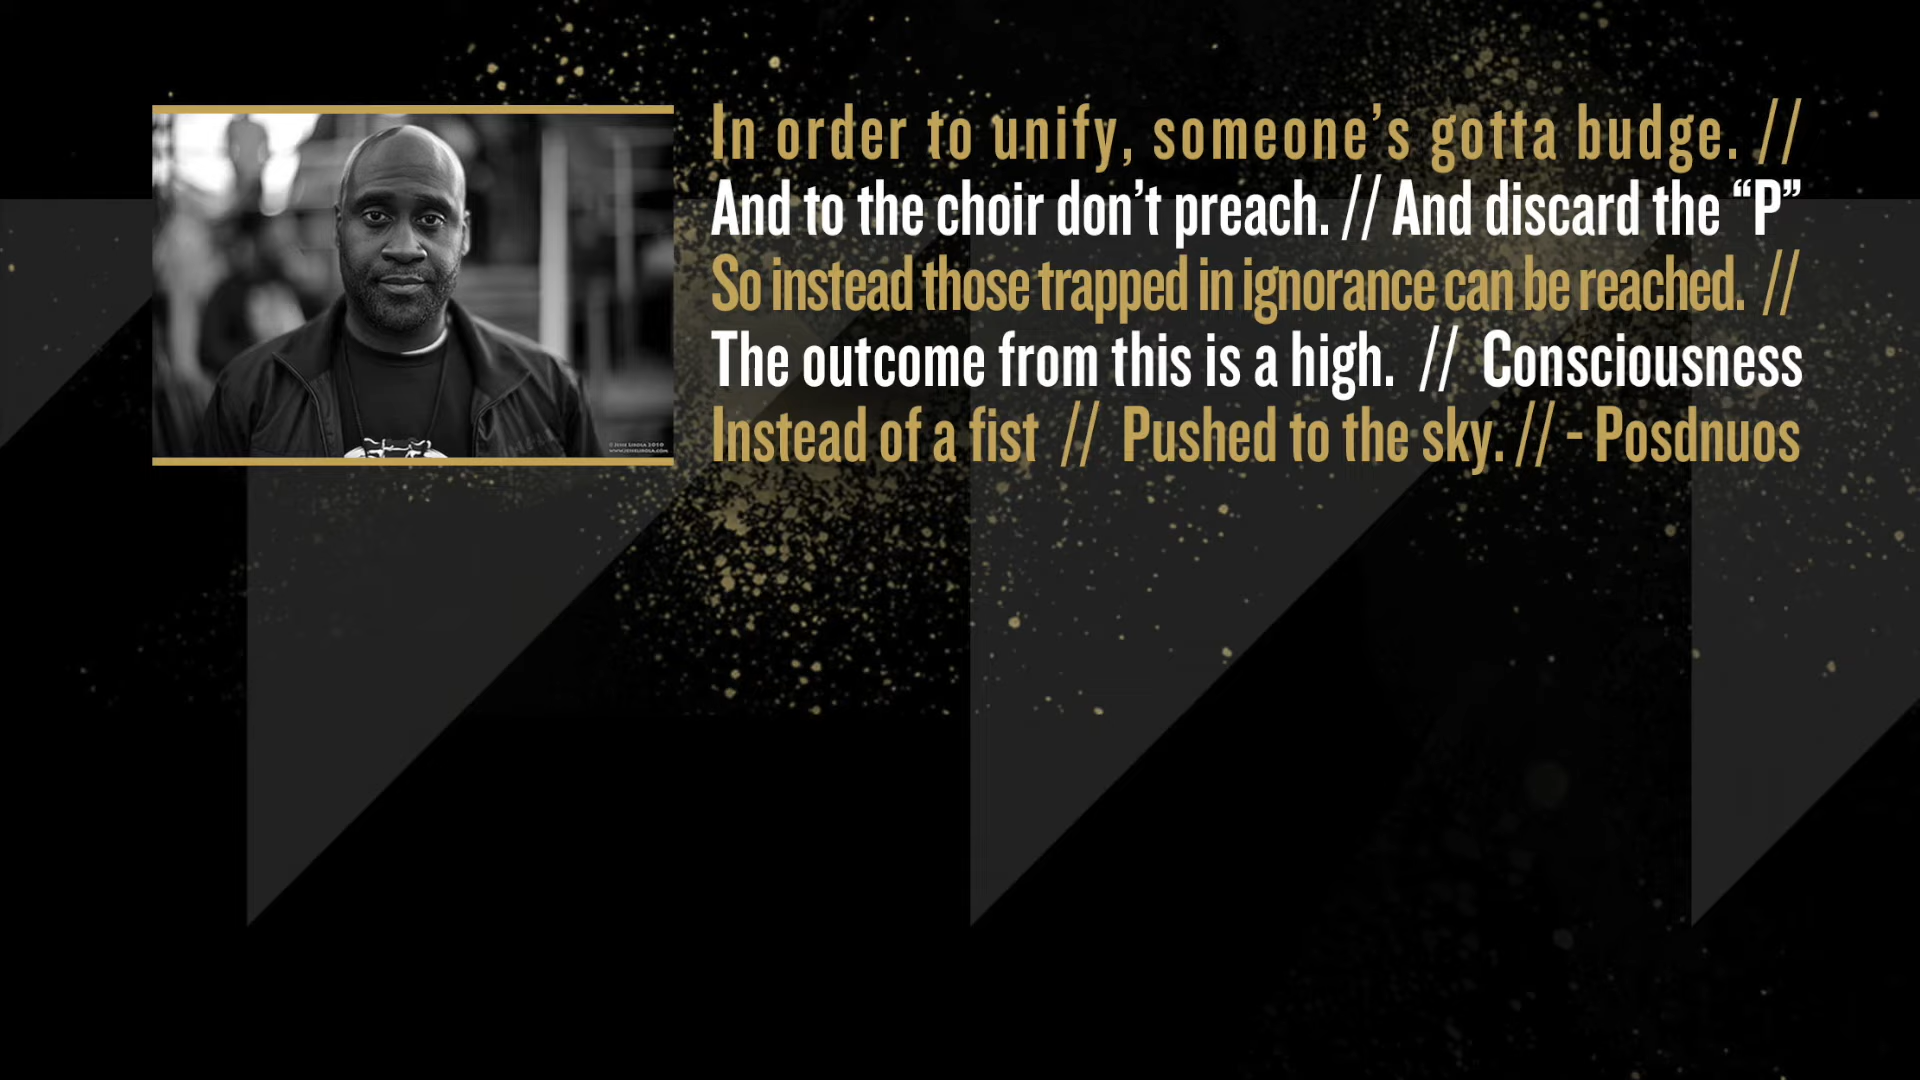 In order to unify, someone’s gotta budge. //
And to the choir don’t preach. // And discard the “P”
So instead those trapped in ignorance can be reached. //
The outcome from this is a high. // Consciousness
Instead of a fist // Pushed to the sky. // - Posdnuos